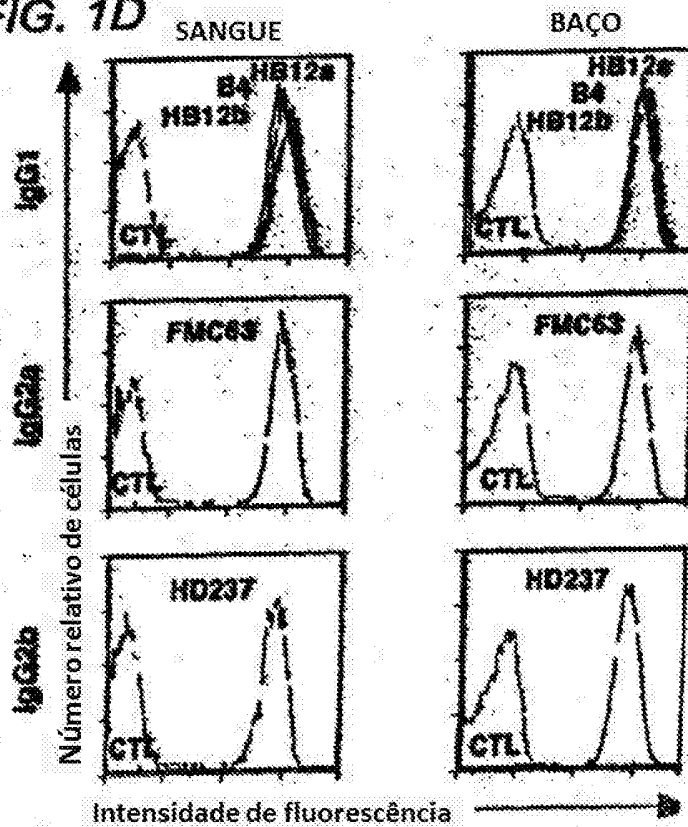 FIG. 1D
SANGUE
BAÇO
IgG1
HB12a
B4
HB12b
CTL
HB12a
B4
HB12b
CTL
IgG2a
FMC63
CTL
FMC63
CTL
IgG2b
HD237
CTL
HD237
CTL
Número relativo de células
Intensidade de fluorescência